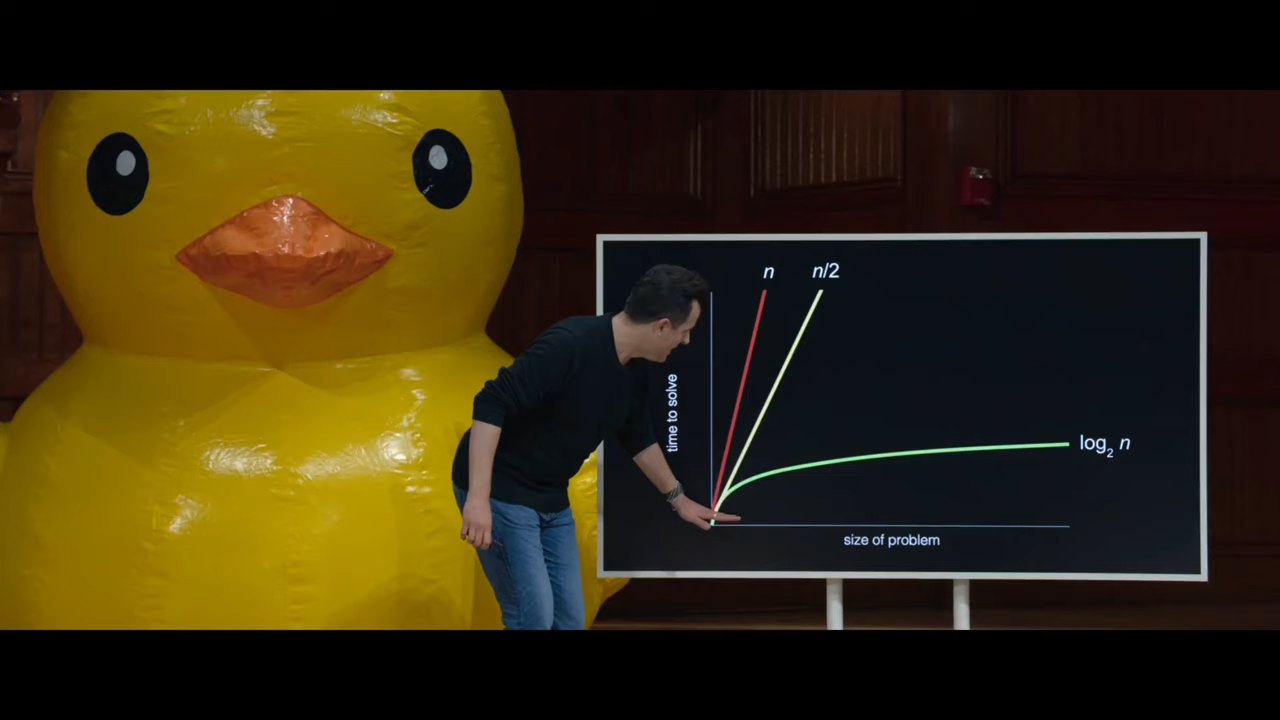 n
n/2
time to solve
log₂ n
size of problem